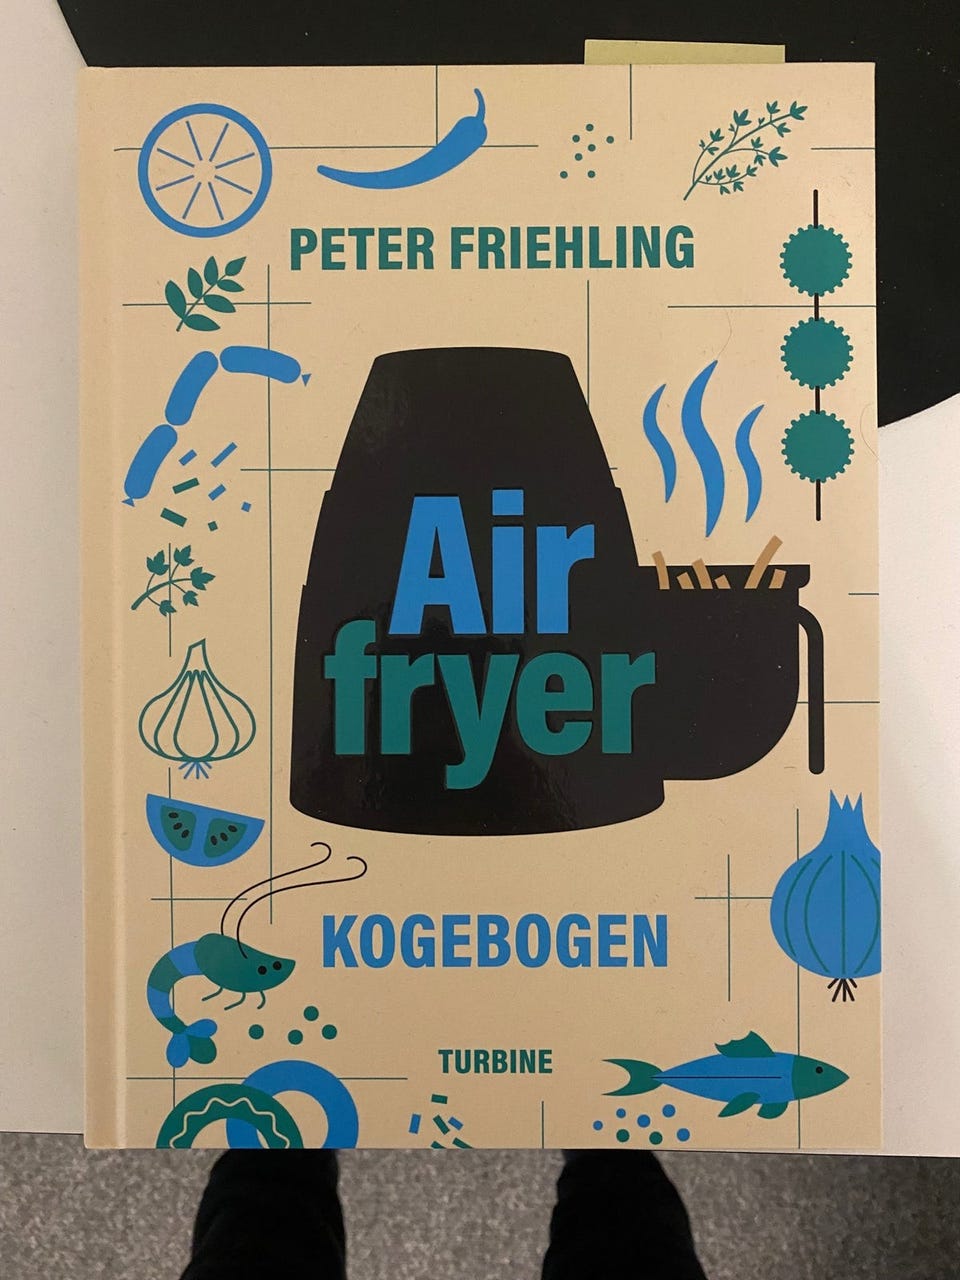 PETER FRIEHLING
Air
fryer
KOGEBOGEN
TURBINE